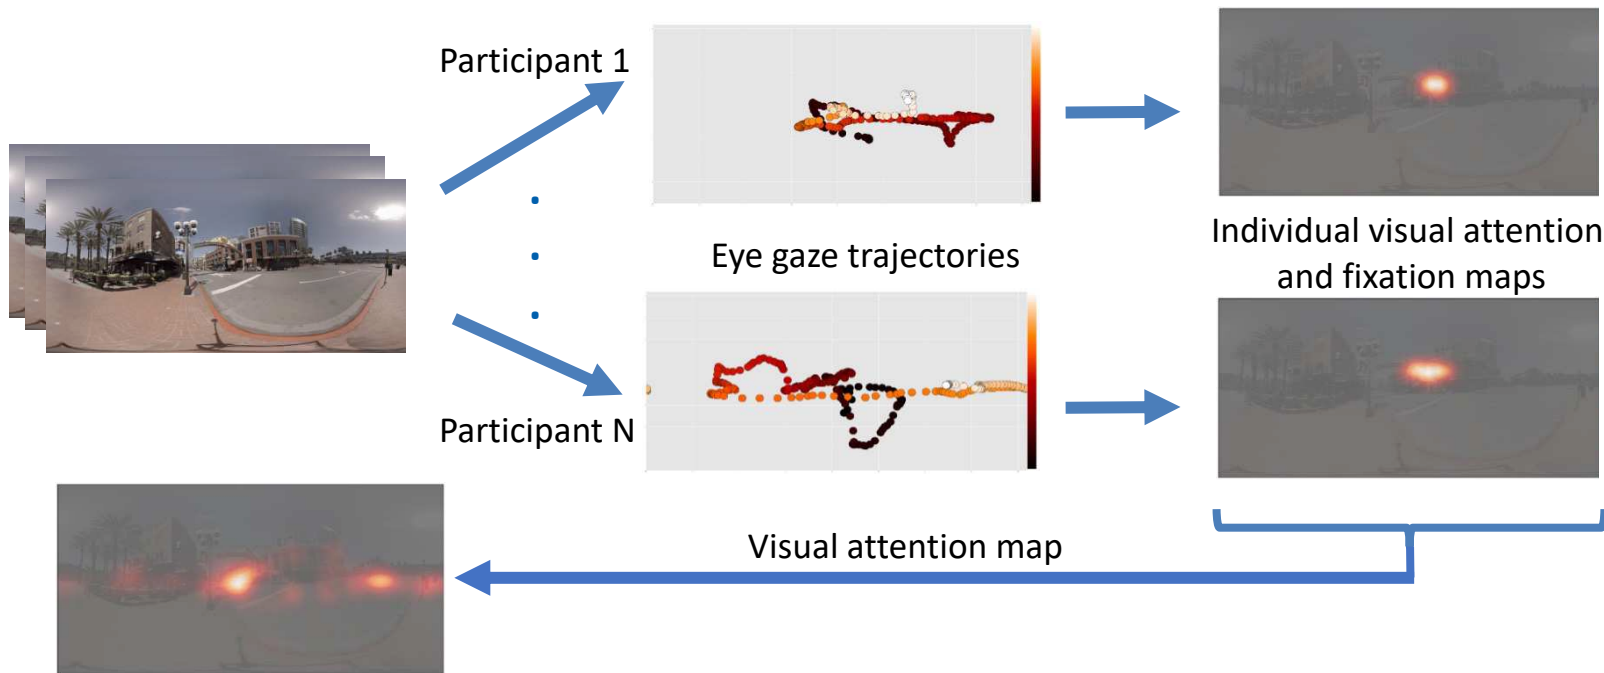 Participant 1
Eye gaze trajectories
Individual visual attention
and fixation maps
Participant N
Visual attention map